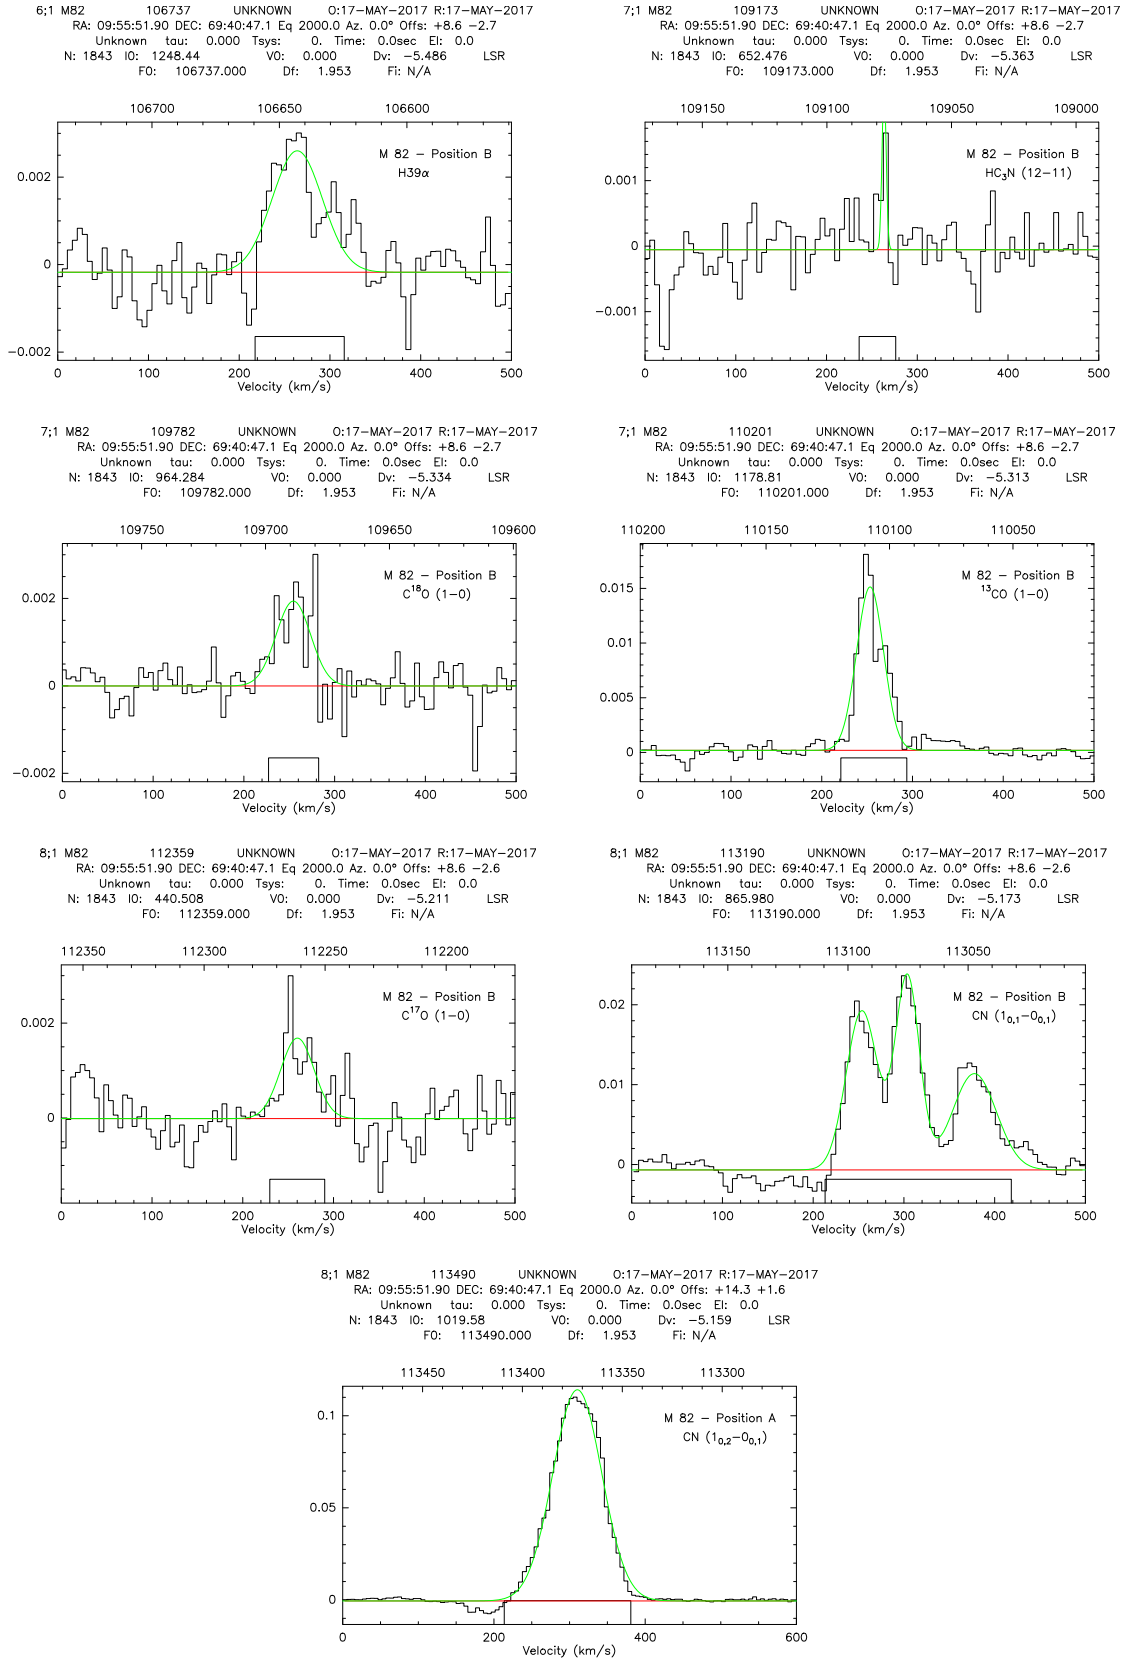 6;1 M82 106737 UNKNOWN O:17-MAY-2017 R:17-MAY-2017
RA: 09:55:51.90 DEC: 69:40:47.1 Eq 2000.0 Az. 0.0° Offs: +8.6 -2.7
Unknown tau: 0.000 Tsys: 0. Time: 0.0sec El: 0.0
N: 1843 I0: 1248.44 V0: 0.000 Dv: -5.486 LSR
F0: 106737.000 Df: 1.953 Fi: N/A
106700 106650 106600
M 82 - Position B
H39α
0.002
0
-0.002
0 100 200 300 400 500
Velocity (km/s)
7;1 M82 109173 UNKNOWN O:17-MAY-2017 R:17-MAY-2017
RA: 09:55:51.90 DEC: 69:40:47.1 Eq 2000.0 Az. 0.0° Offs: +8.6 -2.7
Unknown tau: 0.000 Tsys: 0. Time: 0.0sec El: 0.0
N: 1843 I0: 652.476 V0: 0.000 Dv: -5.363 LSR
F0: 109173.000 Df: 1.953 Fi: N/A
109150 109100 109050 109000
M 82 - Position B
HC₃N (12-11)
0.001
0
-0.001
0 100 200 300 400 500
Velocity (km/s)
7;1 M82 109782 UNKNOWN O:17-MAY-2017 R:17-MAY-2017
RA: 09:55:51.90 DEC: 69:40:47.1 Eq 2000.0 Az. 0.0° Offs: +8.6 -2.7
Unknown tau: 0.000 Tsys: 0. Time: 0.0sec El: 0.0
N: 1843 I0: 964.284 V0: 0.000 Dv: -5.334 LSR
F0: 109782.000 Df: 1.953 Fi: N/A
109750 109700 109650 109600
M 82 - Position B
C¹⁸O (1-0)
0.002
0
-0.002
0 100 200 300 400 500
Velocity (km/s)
7;1 M82 110201 UNKNOWN O:17-MAY-2017 R:17-MAY-2017
RA: 09:55:51.90 DEC: 69:40:47.1 Eq 2000.0 Az. 0.0° Offs: +8.6 -2.7
Unknown tau: 0.000 Tsys: 0. Time: 0.0sec El: 0.0
N: 1843 I0: 1178.81 V0: 0.000 Dv: -5.313 LSR
F0: 110201.000 Df: 1.953 Fi: N/A
110200 110150 110100 110050
M 82 - Position B
¹³CO (1-0)
0.015
0.01
0.005
0
0 100 200 300 400 500
Velocity (km/s)
8;1 M82 112359 UNKNOWN O:17-MAY-2017 R:17-MAY-2017
RA: 09:55:51.90 DEC: 69:40:47.1 Eq 2000.0 Az. 0.0° Offs: +8.6 -2.6
Unknown tau: 0.000 Tsys: 0. Time: 0.0sec El: 0.0
N: 1843 I0: 440.508 V0: 0.000 Dv: -5.211 LSR
F0: 112359.000 Df: 1.953 Fi: N/A
112350 112300 112250 112200
M 82 - Position B
C¹⁷O (1-0)
0.002
0
0 100 200 300 400 500
Velocity (km/s)
8;1 M82 113190 UNKNOWN O:17-MAY-2017 R:17-MAY-2017
RA: 09:55:51.90 DEC: 69:40:47.1 Eq 2000.0 Az. 0.0° Offs: +8.6 -2.6
Unknown tau: 0.000 Tsys: 0. Time: 0.0sec El: 0.0
N: 1843 I0: 865.980 V0: 0.000 Dv: -5.173 LSR
F0: 113190.000 Df: 1.953 Fi: N/A
113150 113100 113050
M 82 - Position B
CN (1₀,₁-0₀,₁)
0.02
0.01
0
0 100 200 300 400 500
Velocity (km/s)
8;1 M82 113490 UNKNOWN O:17-MAY-2017 R:17-MAY-2017
RA: 09:55:51.90 DEC: 69:40:47.1 Eq 2000.0 Az. 0.0° Offs: +14.3 +1.6
Unknown tau: 0.000 Tsys: 0. Time: 0.0sec El: 0.0
N: 1843 I0: 1019.58 V0: 0.000 Dv: -5.159 LSR
F0: 113490.000 Df: 1.953 Fi: N/A
113450 113400 113350 113300
M 82 - Position A
CN (1₀,₂-0₀,₁)
0.1
0.05
0
0 200 400 600
Velocity (km/s)